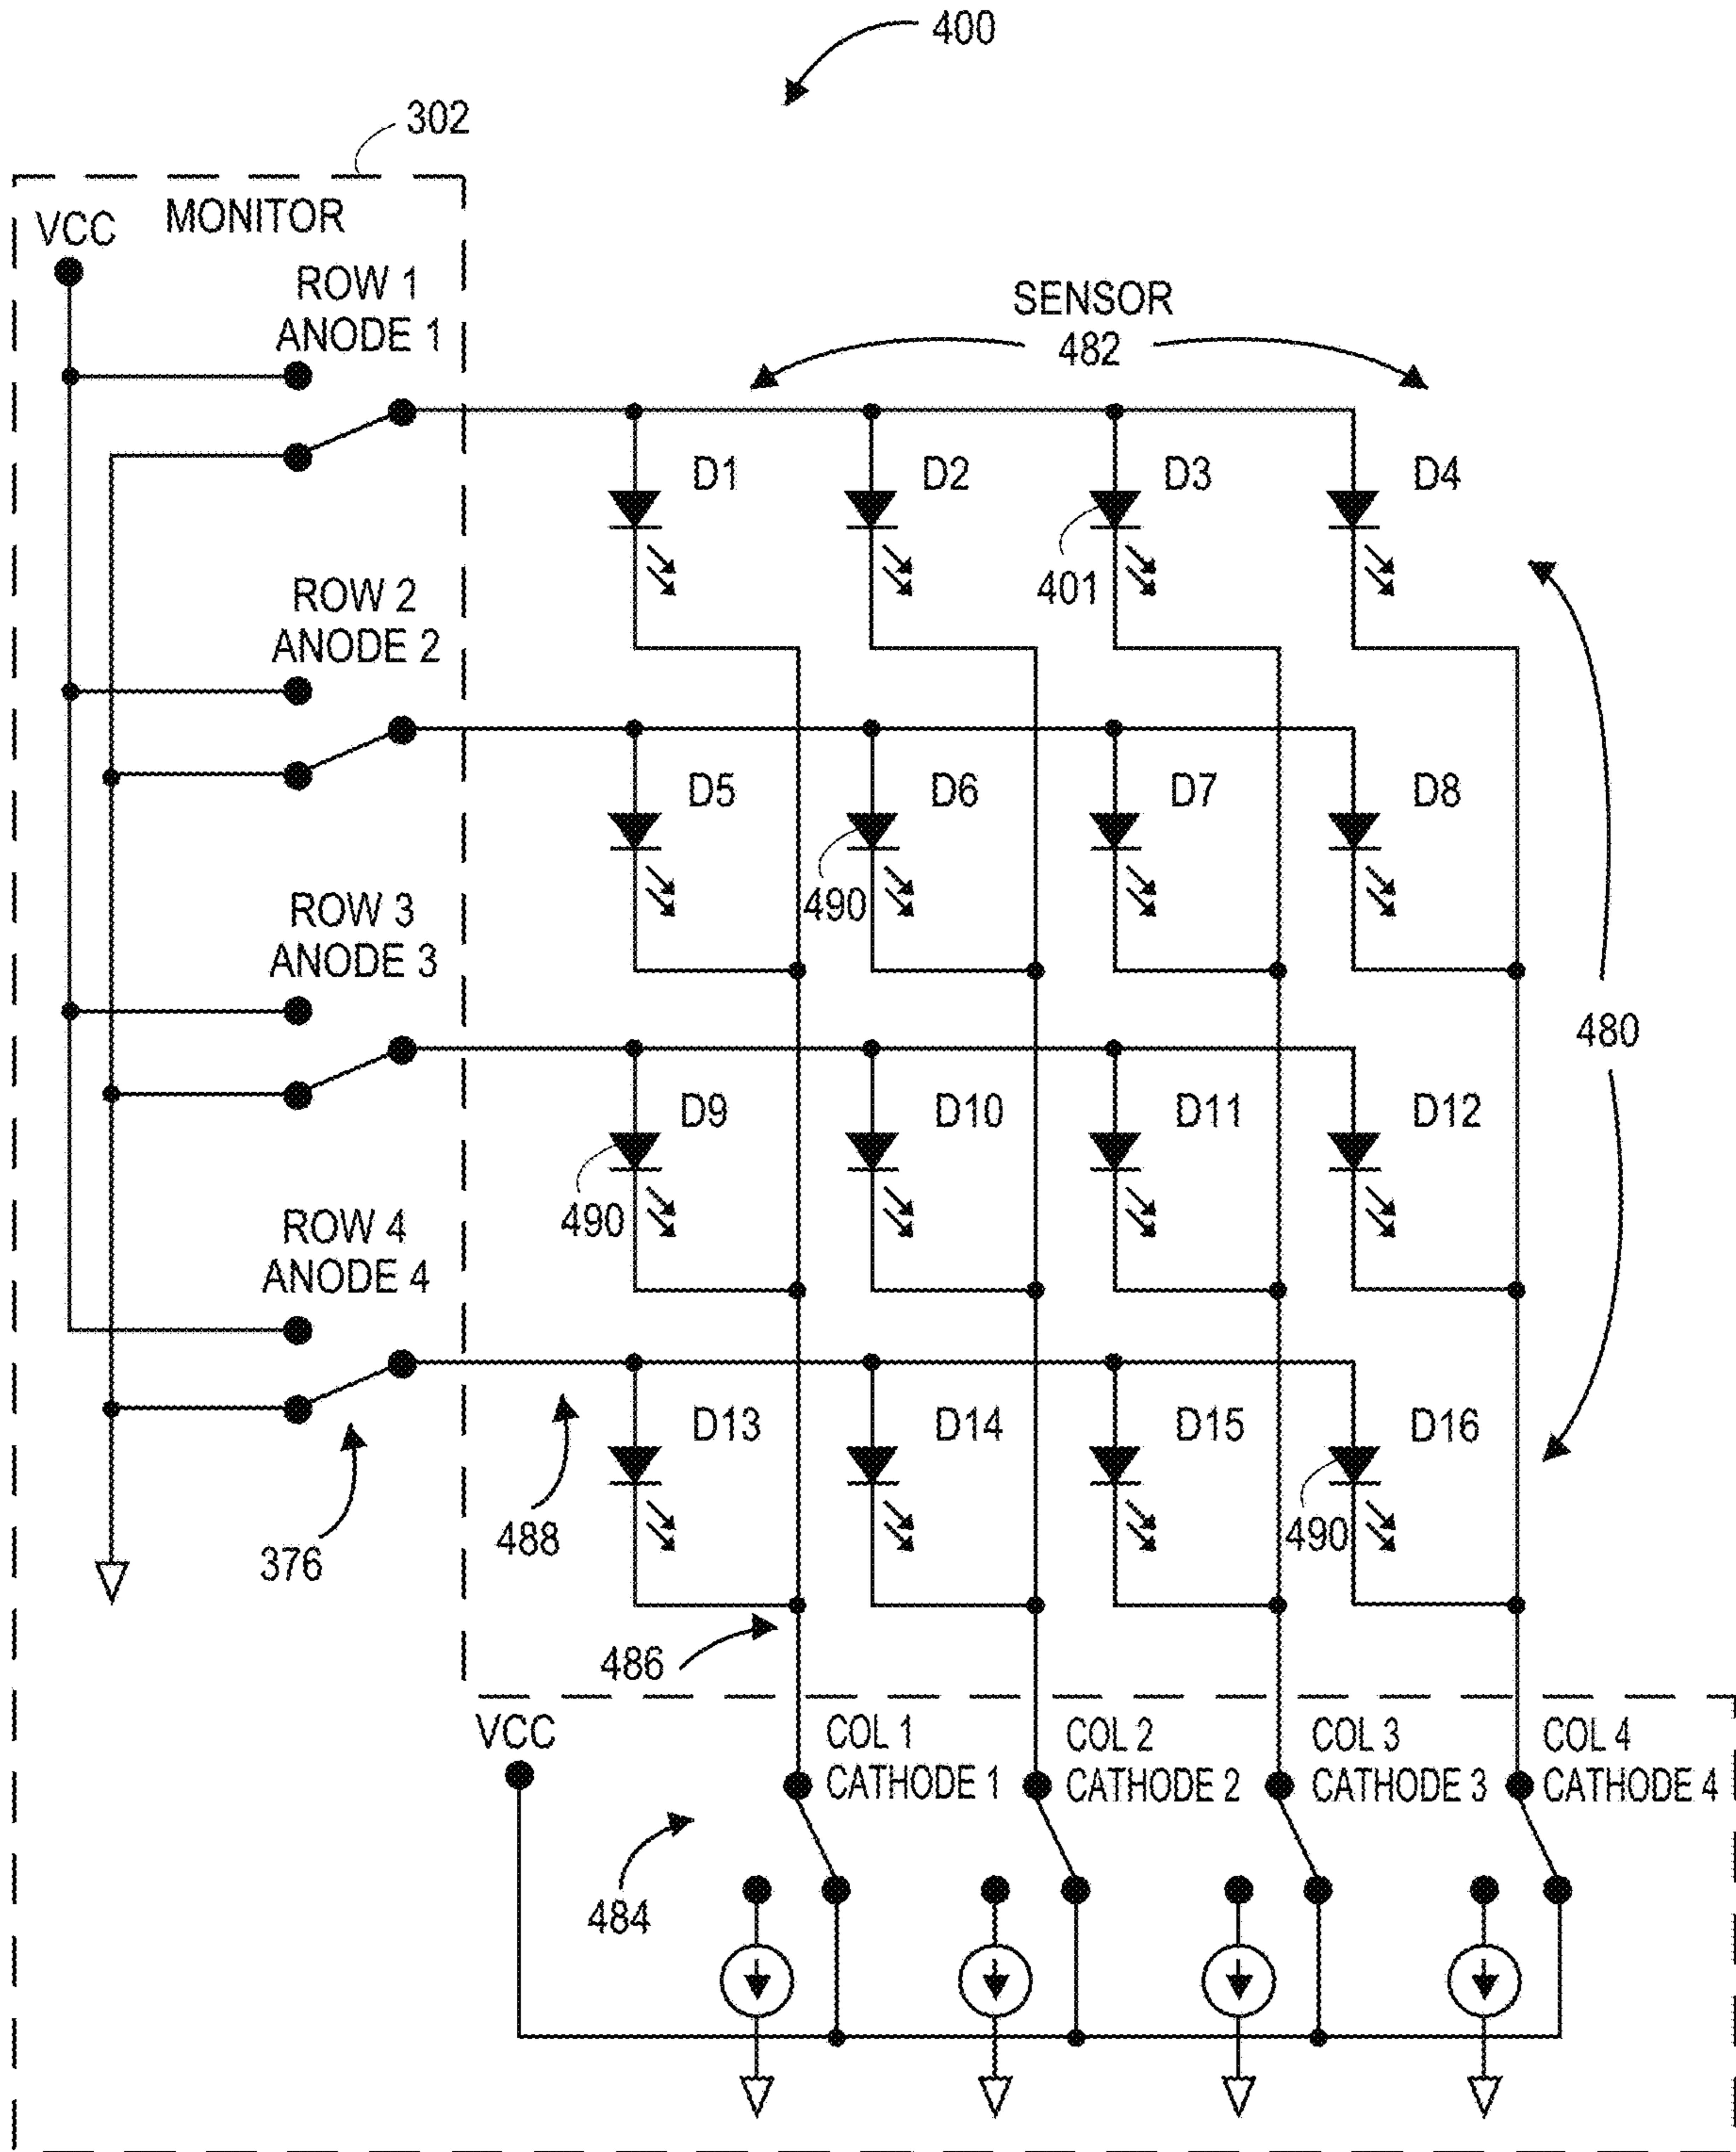 400
302
VCC
MONITOR
ROW 1
ANODE 1
SENSOR
482
D1
D2
D3
D4
401
ROW 2
ANODE 2
D5
D6
D7
D8
490
ROW 3
ANODE 3
480
D9
D10
D11
D12
490
ROW 4
ANODE 4
D13
D14
D15
D16
376
488
490
486
VCC
COL 1
CATHODE 1
COL 2
CATHODE 2
COL 3
CATHODE 3
COL 4
CATHODE 4
484